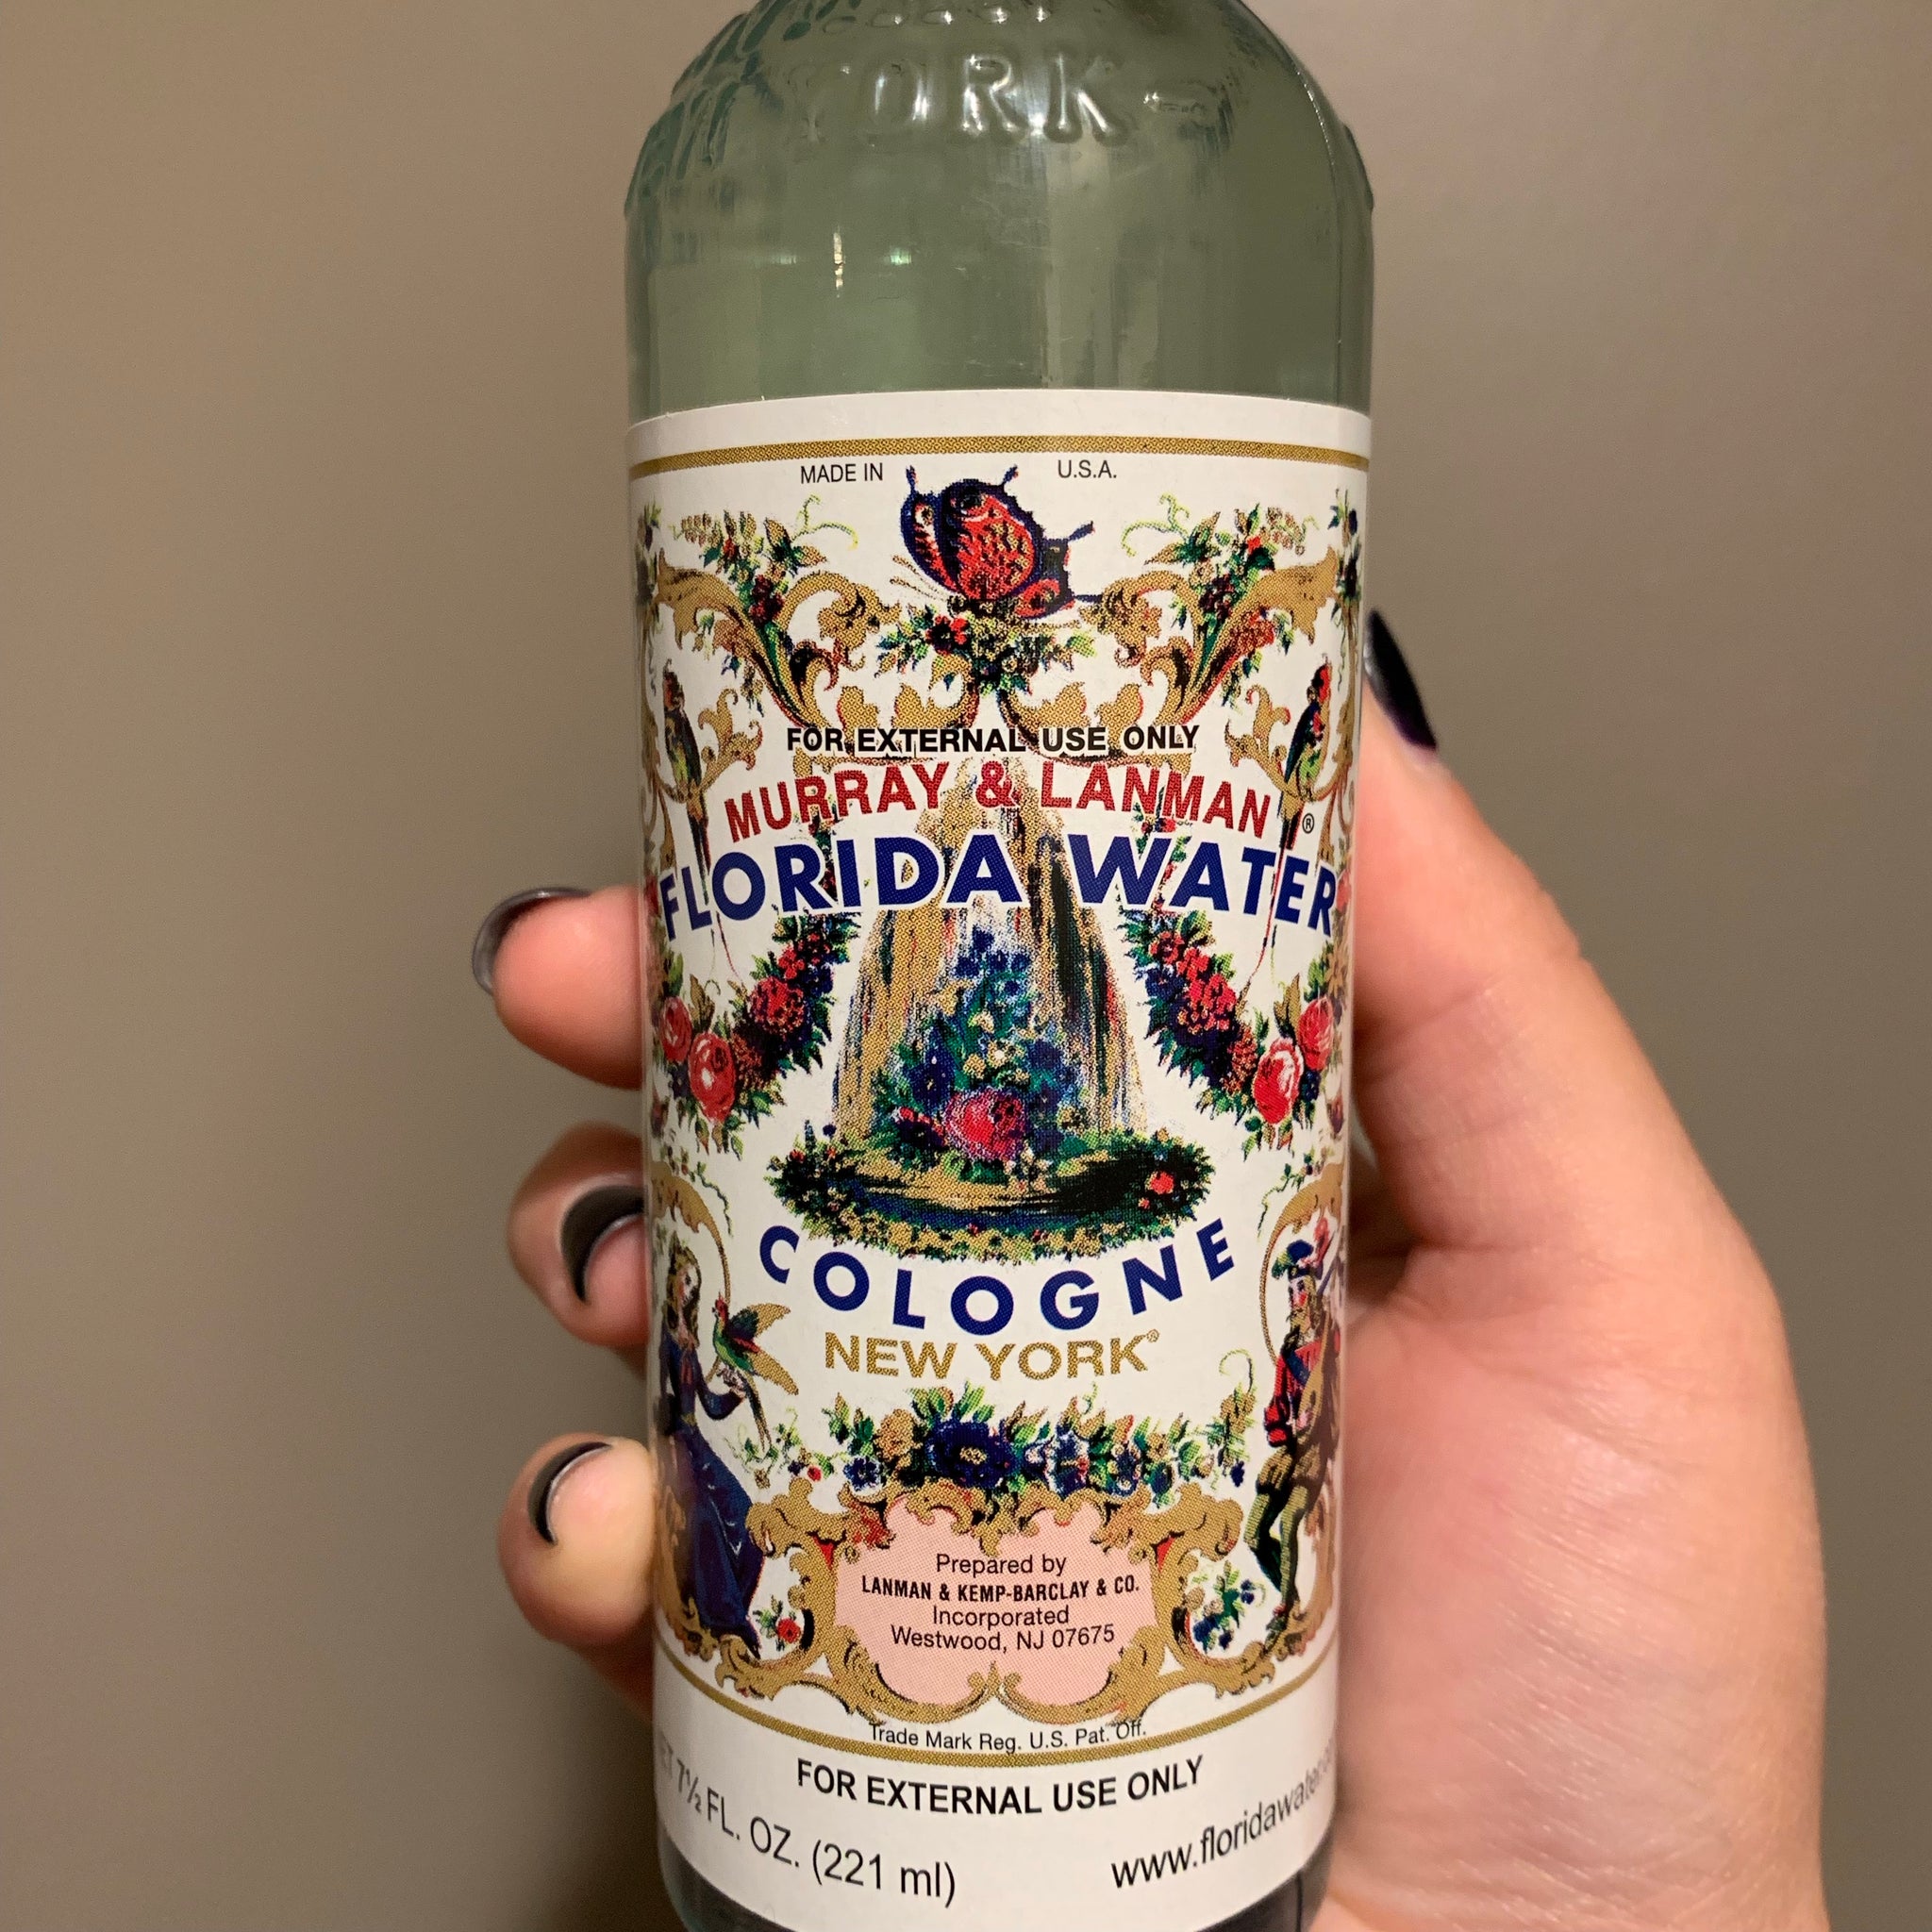 YORK
MADE IN U.S.A.
FOR EXTERNAL USE ONLY
MURRAY & LANMAN ®
FLORIDA WATER
COLOGNE
NEW YORK®
Prepared by
LANMAN & KEMP-BARCLAY & CO.
Incorporated
Westwood, NJ 07675
Trade Mark Reg. U.S. Pat. Off.
FOR EXTERNAL USE ONLY
7½ FL. OZ. (221 ml)
www.floridawater